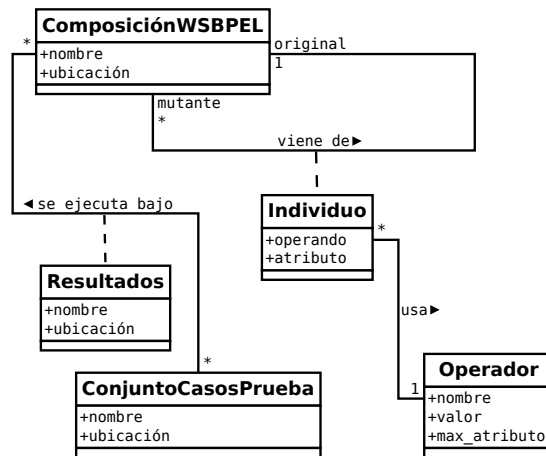 ComposiciónWSBPEL
+nombre
+ubicación
*
original
1
mutante
*
viene de►
◄se ejecuta bajo
Individuo
+operando
+atributo
*
Resultados
+nombre
+ubicación
usa►
*
ConjuntoCasosPrueba
+nombre
+ubicación
1
Operador
+nombre
+valor
+max_atributo